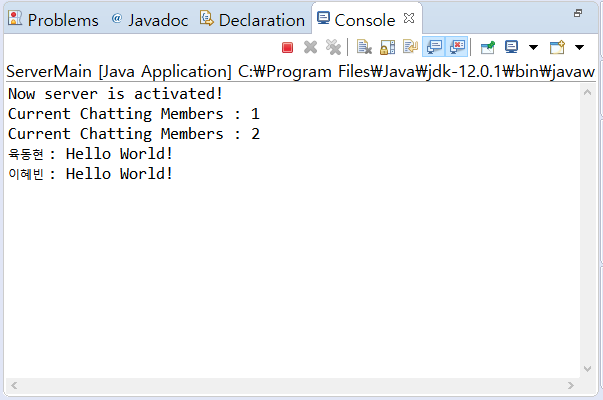 Problems @ Javadoc Declaration Console
ServerMain [Java Application] C:₩Program Files₩Java₩jdk-12.0.1₩bin₩javaw
Now server is activated!
Current Chatting Members : 1
Current Chatting Members : 2
육동현 : Hello World!
이혜빈 : Hello World!